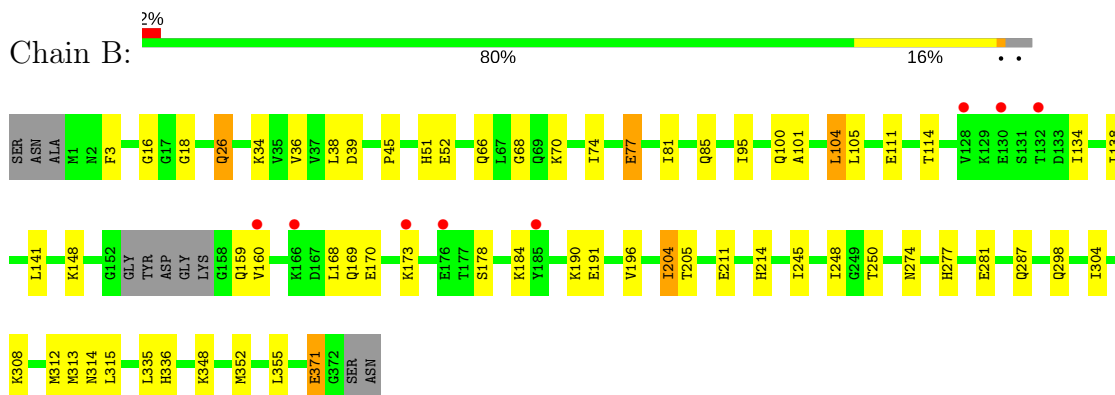 2%
Chain B:
80% 16% • •
SER ASN ALA M1 N2 F3 G16 G17 G18 Q26 K34 V35 V36 V37 L38 D39 P45 H51 E52 Q66 L67 G68 Q69 K70 I74 E77 I81 Q85 I95 Q100 A101 L104 L105 E111 T114 V128 K129 E130 S131 T132 D133 I134 I138
L141 K148 G152 GLY TYR ASP GLY LYS G158 Q159 V160 K166 D167 L168 Q169 E170 K173 E176 T177 S178 K184 Y185 K190 E191 V196 I204 T205 E211 H214 I245 I248 G249 T250 N274 H277 E281 Q287 Q298 I304
K308 M312 M313 N314 L315 L335 H336 K348 M352 L355 E371 G372 SER ASN